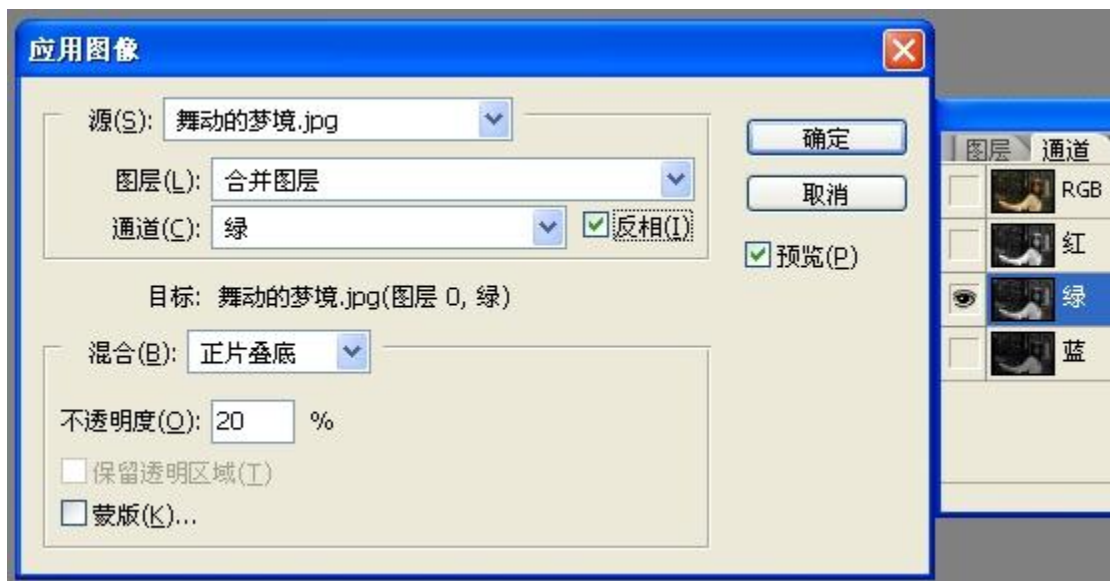 应用图像
源(S): 舞动的梦境.jpg
图层(L): 合并图层
通道(C): 绿 反相(I)
目标: 舞动的梦境.jpg(图层 0, 绿)
混合(B): 正片叠底
不透明度(O): 20 %
保留透明区域(T)
蒙版(K)...
确定
取消
预览(P)
图层 通道
RGB
红
绿
蓝